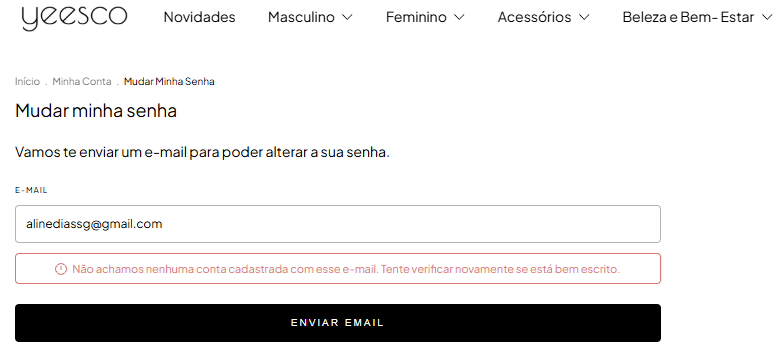 yeesco
Novidades Masculino Feminino Acessórios Beleza e Bem- Estar
Início . Minha Conta . Mudar Minha Senha
Mudar minha senha
Vamos te enviar um e-mail para poder alterar a sua senha.
E-MAIL
alinediassg@gmail.com
Não achamos nenhuma conta cadastrada com esse e-mail. Tente verificar novamente se está bem escrito.
ENVIAR EMAIL